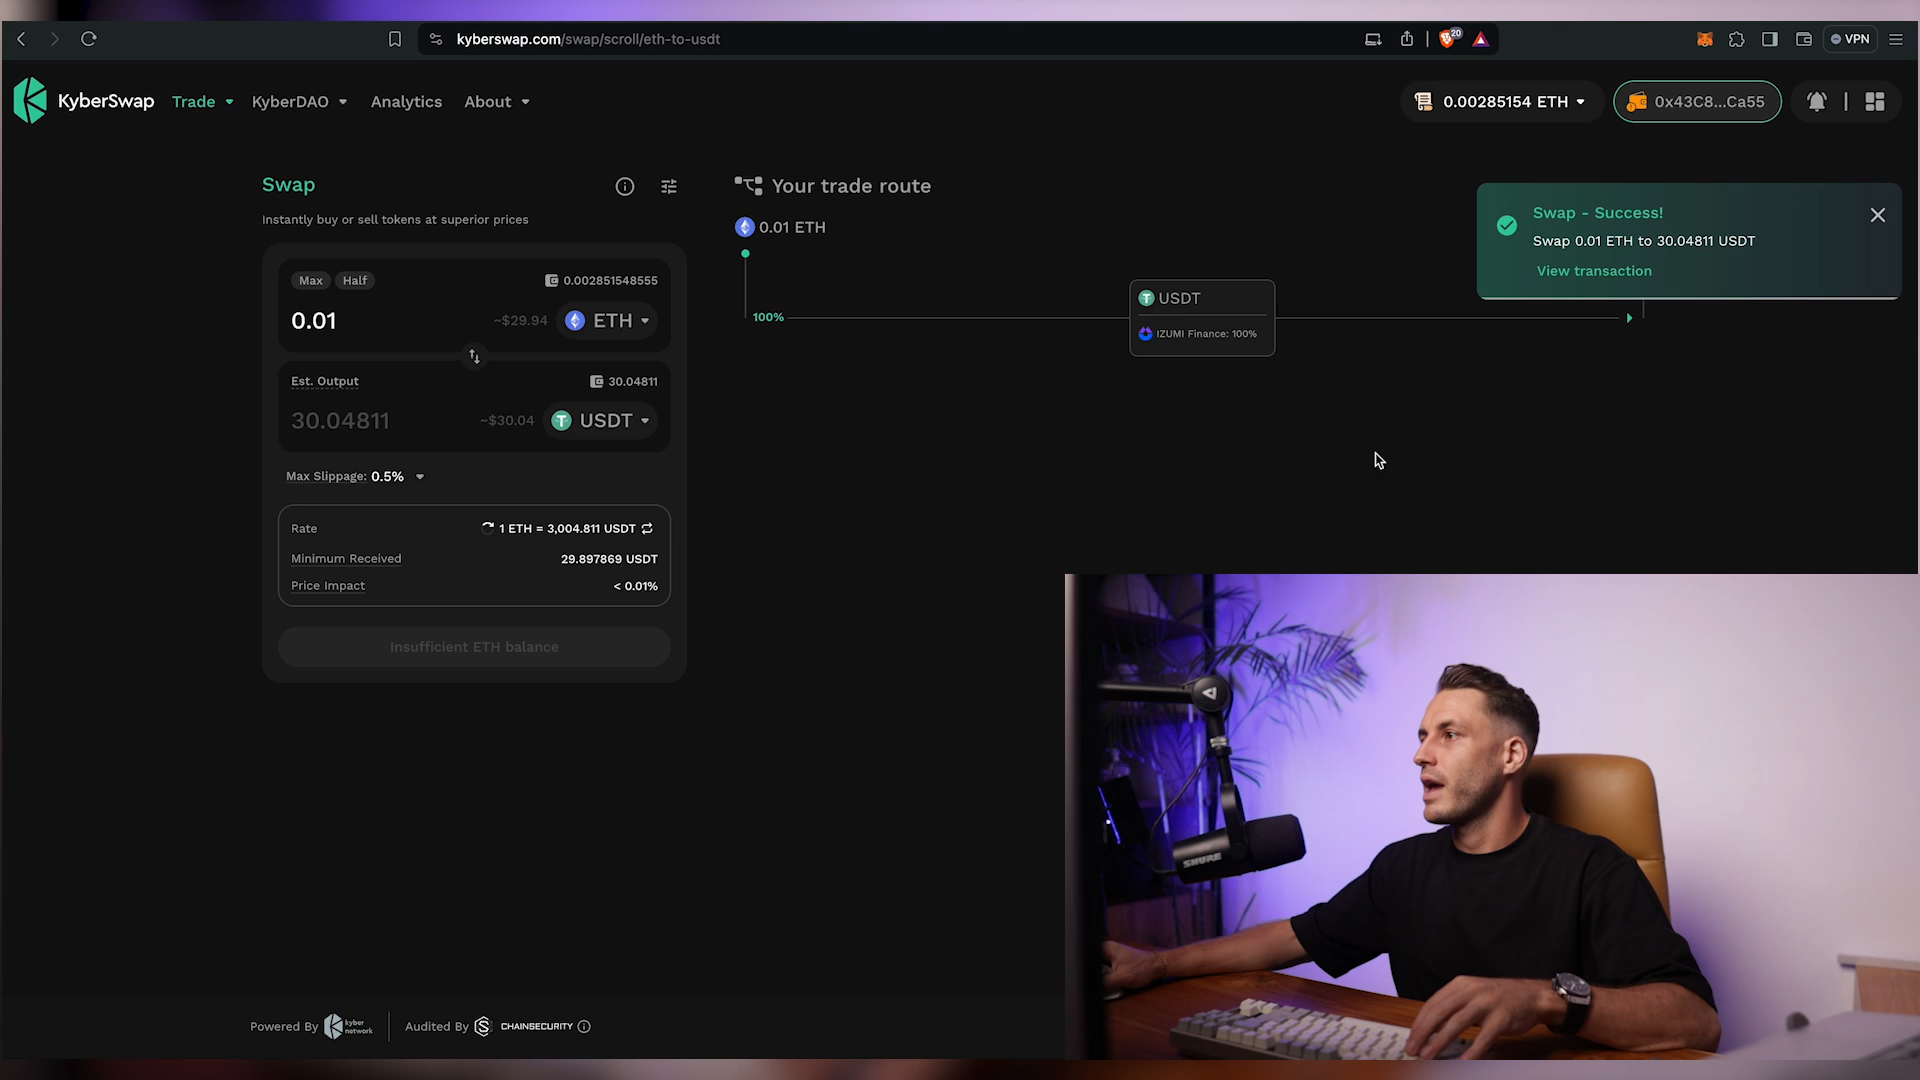 kyberswap.com/swap/scroll/eth-to-usdt
20
VPN
KyberSwap
Trade
KyberDAO
Analytics
About
0.00285154 ETH
0x43C8...Ca55
Swap
Instantly buy or sell tokens at superior prices
Max
Half
0.002851548555
0.01
~$29.94
ETH
Est. Output
30.04811
30.04811
~$30.04
USDT
Max Slippage: 0.5%
Rate
1 ETH = 3,004.811 USDT
Minimum Received
29.897869 USDT
Price Impact
< 0.01%
Insufficient ETH balance
Your trade route
0.01 ETH
100%
USDT
IZUMI Finance: 100%
Swap - Success!
Swap 0.01 ETH to 30.04811 USDT
View transaction
SHURE
Powered By
kyber
network
Audited By
CHAINSECURITY